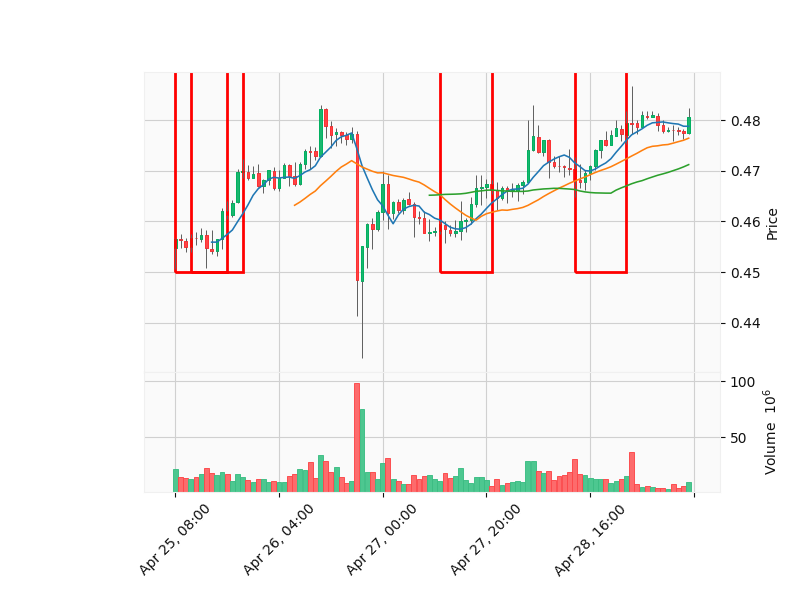 0.48
0.47
0.46
0.45
0.44
Price
100
50
Volume 10^6
Apr 25, 08:00
Apr 26, 04:00
Apr 27, 00:00
Apr 27, 20:00
Apr 28, 16:00